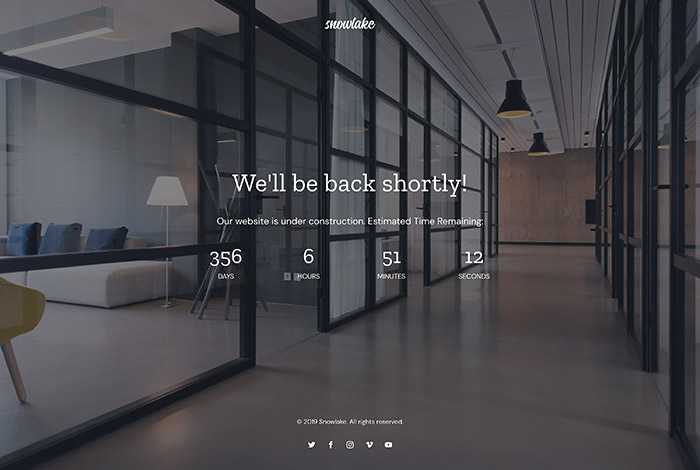 snowlake
We'll be back shortly!
Our website is under construction. Estimated Time Remaining:
356 6 51 12
DAYS HOURS MINUTES SECONDS
© 2019 Snowlake. All rights reserved.